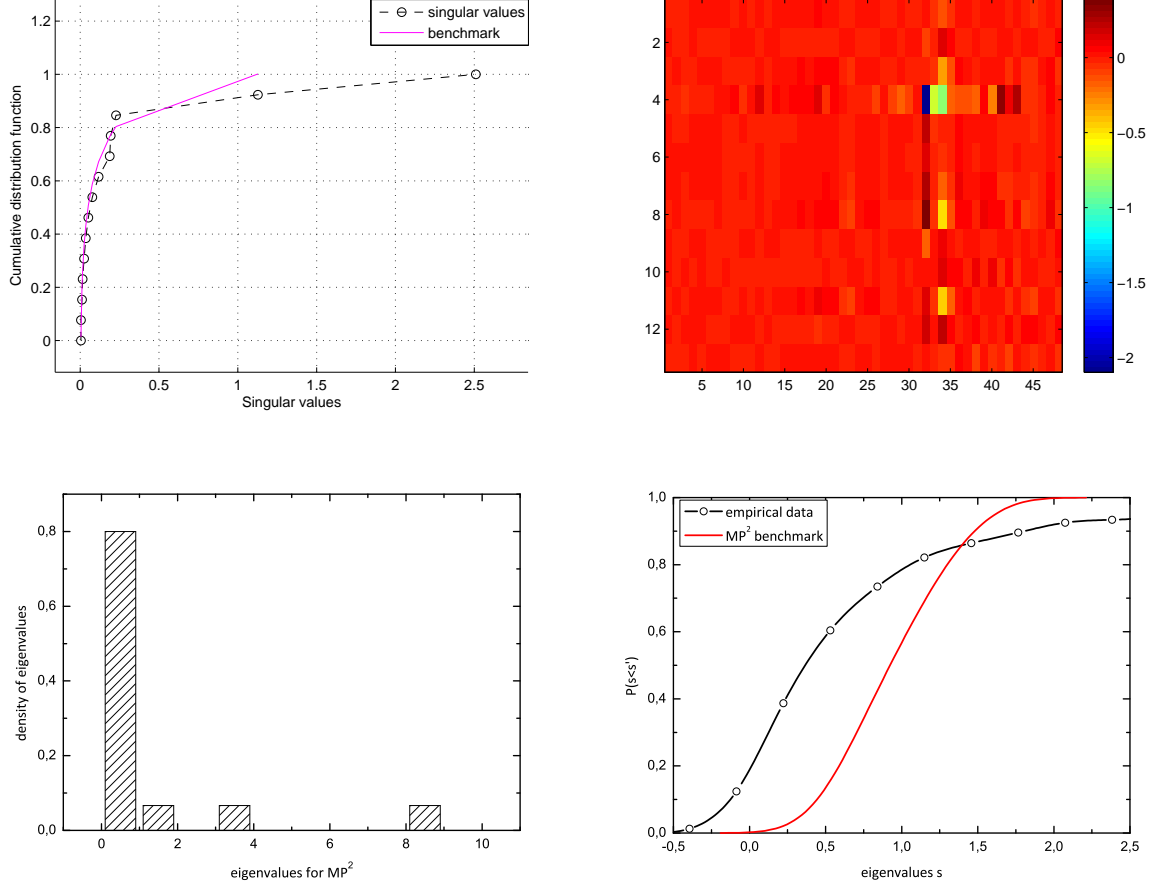 singular values
benchmark
1.2
1
0.8
0.6
0.4
0.2
0
Cumulative distribution function
0 0.5 1 1.5 2 2.5
Singular values
2
4
6
8
10
12
5 10 15 20 25 30 35 40 45
0
−0.5
−1
−1.5
−2
0,8
0,6
0,4
0,2
0,0
density of eigenvalues
0 2 4 6 8 10
eigenvalues for MP²
empirical data
MP² benchmark
1,0
0,8
0,6
0,4
0,2
0,0
P(s<s')
-0,5 0,0 0,5 1,0 1,5 2,0 2,5
eigenvalues s